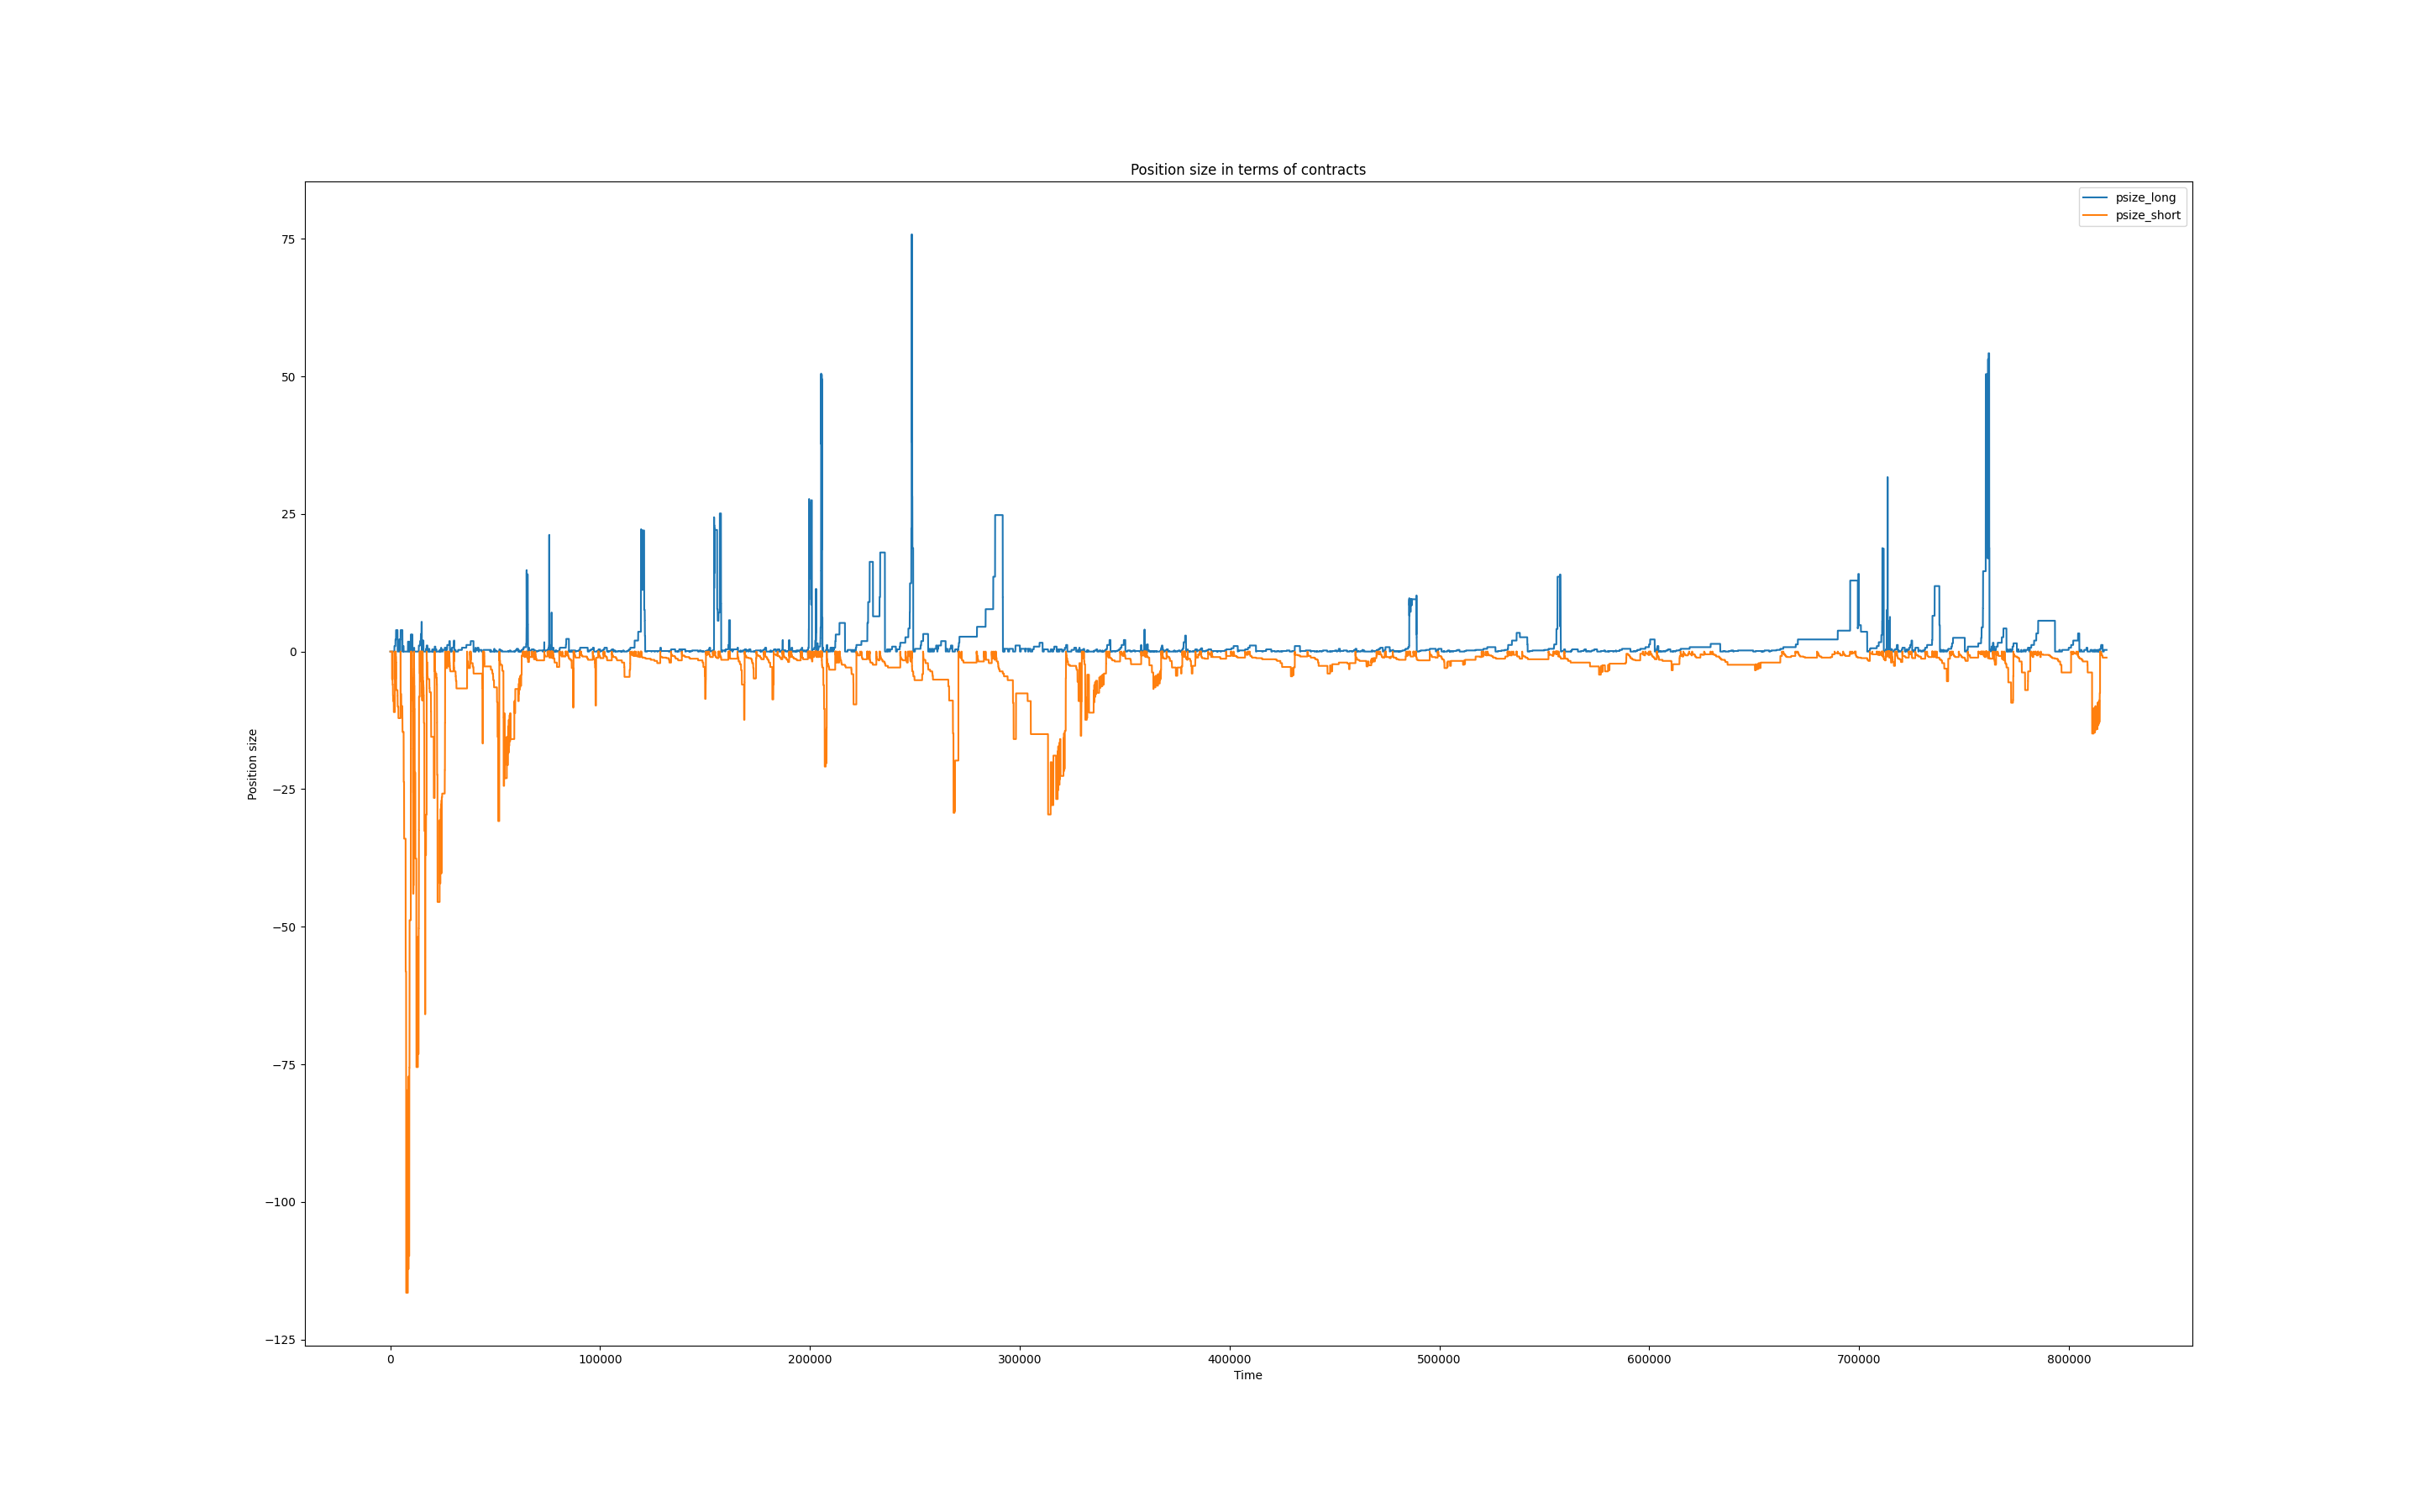 Position size in terms of contracts
psize_long
psize_short
75
50
25
0
−25
−50
−75
−100
−125
Position size
0 100000 200000 300000 400000 500000 600000 700000 800000
Time